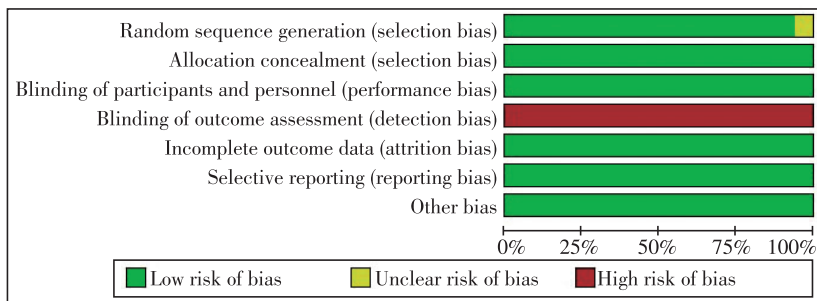 Random sequence generation (selection bias)
Allocation concealment (selection bias)
Blinding of participants and personnel (performance bias)
Blinding of outcome assessment (detection bias)
Incomplete outcome data (attrition bias)
Selective reporting (reporting bias)
Other bias
0% 25% 50% 75% 100%
Low risk of bias Unclear risk of bias High risk of bias